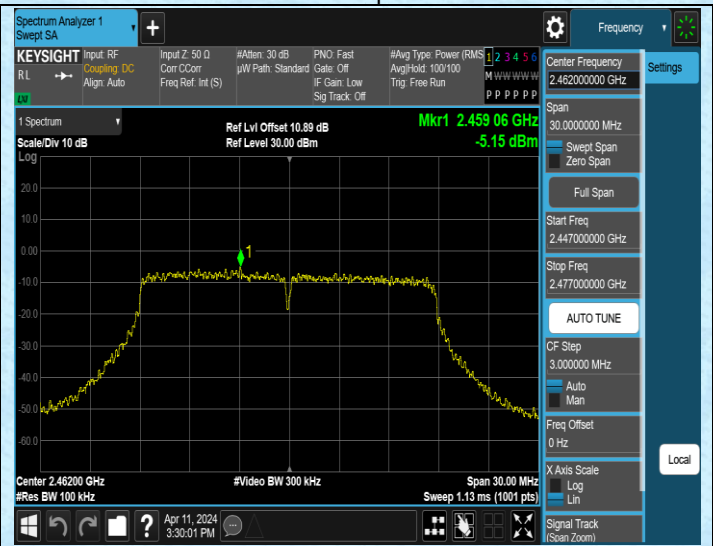 Spectrum Analyzer 1
Swept SA
+
Frequency
KEYSIGHT
RL
LXI
Input: RF
Coupling: DC
Align: Auto
Input Z: 50 Ω
Corr CCorr
Freq Ref: Int (S)
#Atten: 30 dB
µW Path: Standard
PNO: Fast
Gate: Off
IF Gain: Low
Sig Track: Off
#Avg Type: Power (RMS
Avg|Hold: 100/100
Trig: Free Run
1 2 3 4 5 6
M W W W W W
P P P P P P
1 Spectrum
Scale/Div 10 dB
Ref Lvl Offset 10.89 dB
Ref Level 30.00 dBm
Mkr1 2.459 06 GHz
-5.15 dBm
Log
20.0
10.0
0.00
-10.0
-20.0
-30.0
-40.0
-50.0
-60.0
1
Center 2.46200 GHz
#Res BW 100 kHz
#Video BW 300 kHz
Span 30.00 MHz
Sweep 1.13 ms (1001 pts)
Center Frequency
2.462000000 GHz
Settings
Span
30.0000000 MHz
Swept Span
Zero Span
Full Span
Start Freq
2.447000000 GHz
Stop Freq
2.477000000 GHz
AUTO TUNE
CF Step
3.000000 MHz
Auto
Man
Freq Offset
0 Hz
X Axis Scale
Log
Lin
Local
Signal Track
(Span Zoom)
?
Apr 11, 2024
3:30:01 PM